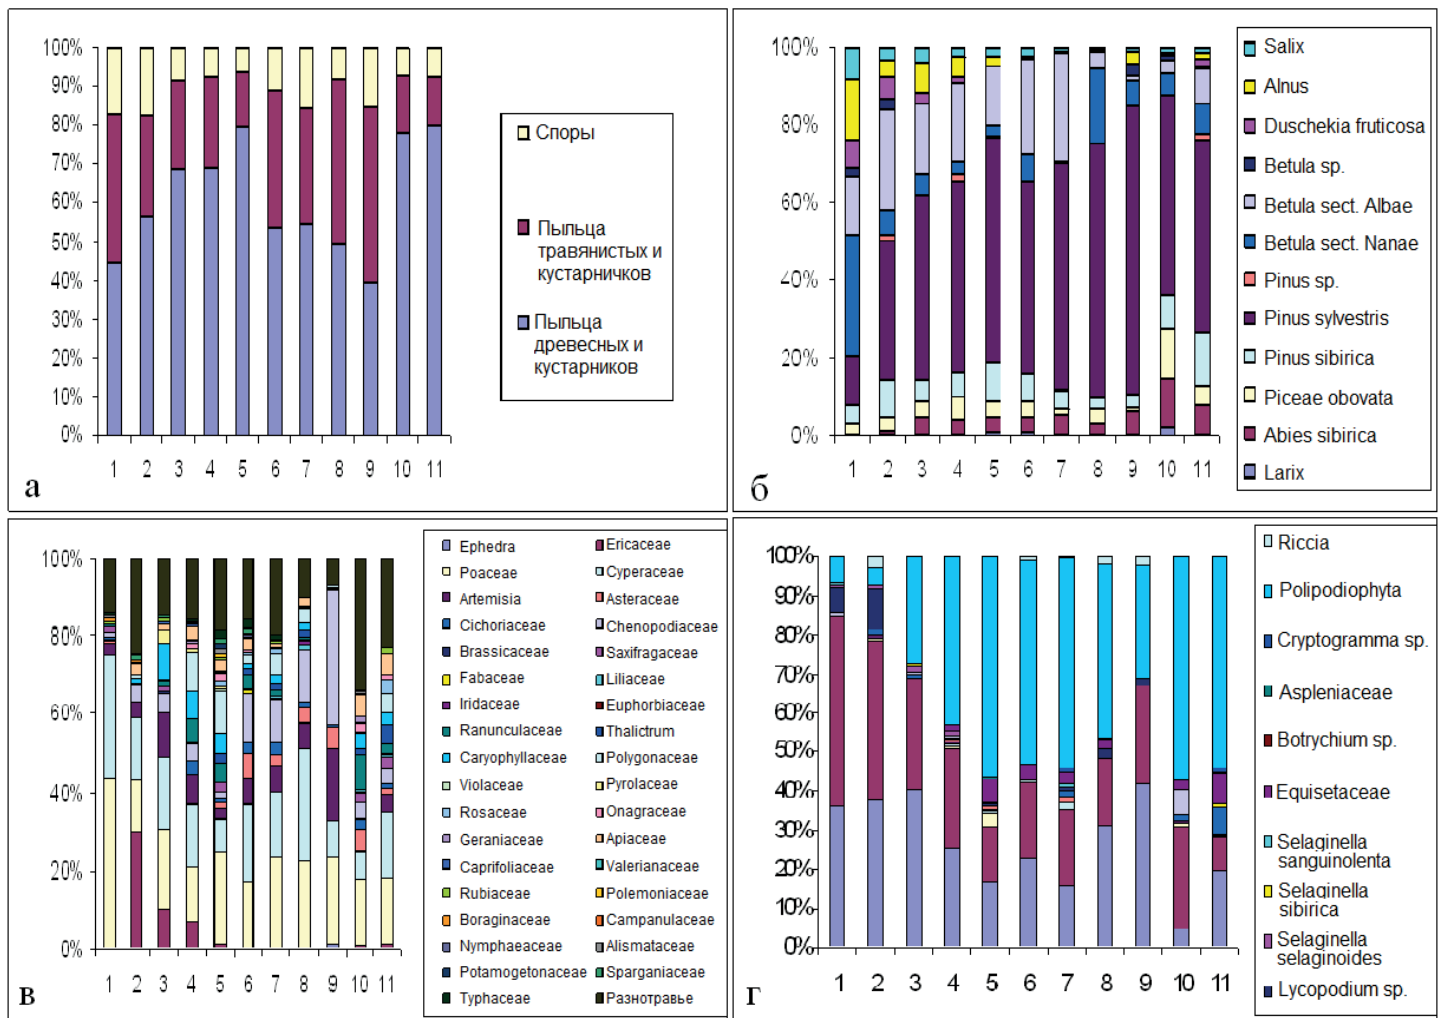 100%
90%
80%
70%
60%
50%
40%
30%
20%
10%
0%
1 2 3 4 5 6 7 8 9 10 11
Споры
Пыльца
травянистых и
кустарничков
Пыльца
древесных и
кустарников
а
100%
80%
60%
40%
20%
0%
1 2 3 4 5 6 7 8 9 10 11
Salix
Alnus
Duschekia fruticosa
Betula sp.
Betula sect. Albae
Betula sect. Nanae
Pinus sp.
Pinus sylvestris
Pinus sibirica
Piceae obovata
Abies sibirica
Larix
б
100%
80%
60%
40%
20%
0%
1 2 3 4 5 6 7 8 9 10 11
Ephedra Ericaceae
Poaceae Cyperaceae
Artemisia Asteraceae
Cichoriaceae Chenopodiaceae
Brassicaceae Saxifragaceae
Fabaceae Liliaceae
Iridaceae Euphorbiaceae
Ranunculaceae Thalictrum
Caryophyllaceae Polygonaceae
Violaceae Pyrolaceae
Rosaceae Onagraceae
Geraniaceae Apiaceae
Caprifoliaceae Valerianaceae
Rubiaceae Polemoniaceae
Boraginaceae Campanulaceae
Nymphaeaceae Alismataceae
Potamogetonaceae Sparganiaceae
Typhaceae Разнотравье
в
100%
90%
80%
70%
60%
50%
40%
30%
20%
10%
0%
1 2 3 4 5 6 7 8 9 10 11
Riccia
Polipodiophyta
Cryptogramma sp.
Aspleniaceae
Botrychium sp.
Equisetaceae
Selaginella
sanguinolenta
Selaginella
sibirica
Selaginella
selaginoides
Lycopodium sp.
г